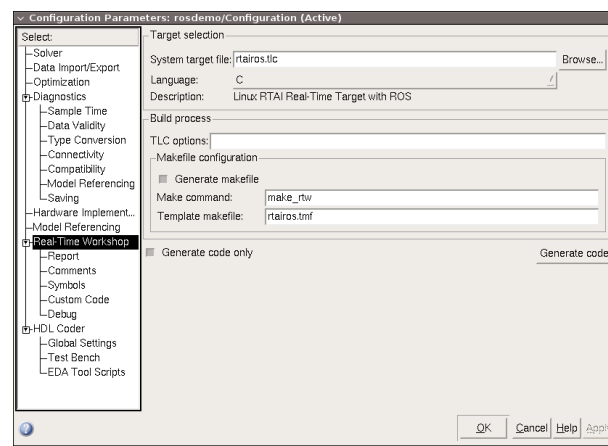 Configuration Parameters: rosdemo/Configuration (Active)
Select:
Solver
Data Import/Export
Optimization
Diagnostics
Sample Time
Data Validity
Type Conversion
Connectivity
Compatibility
Model Referencing
Saving
Hardware Implement...
Model Referencing
Real-Time Workshop
Report
Comments
Symbols
Custom Code
Debug
HDL Coder
Global Settings
Test Bench
EDA Tool Scripts
Target selection
System target file: rtairos.tlc Browse...
Language: C
Description: Linux RTAI Real-Time Target with ROS
Build process
TLC options:
Makefile configuration
Generate makefile
Make command: make_rtw
Template makefile: rtairos.tmf
Generate code only Generate code
OK Cancel Help Appl